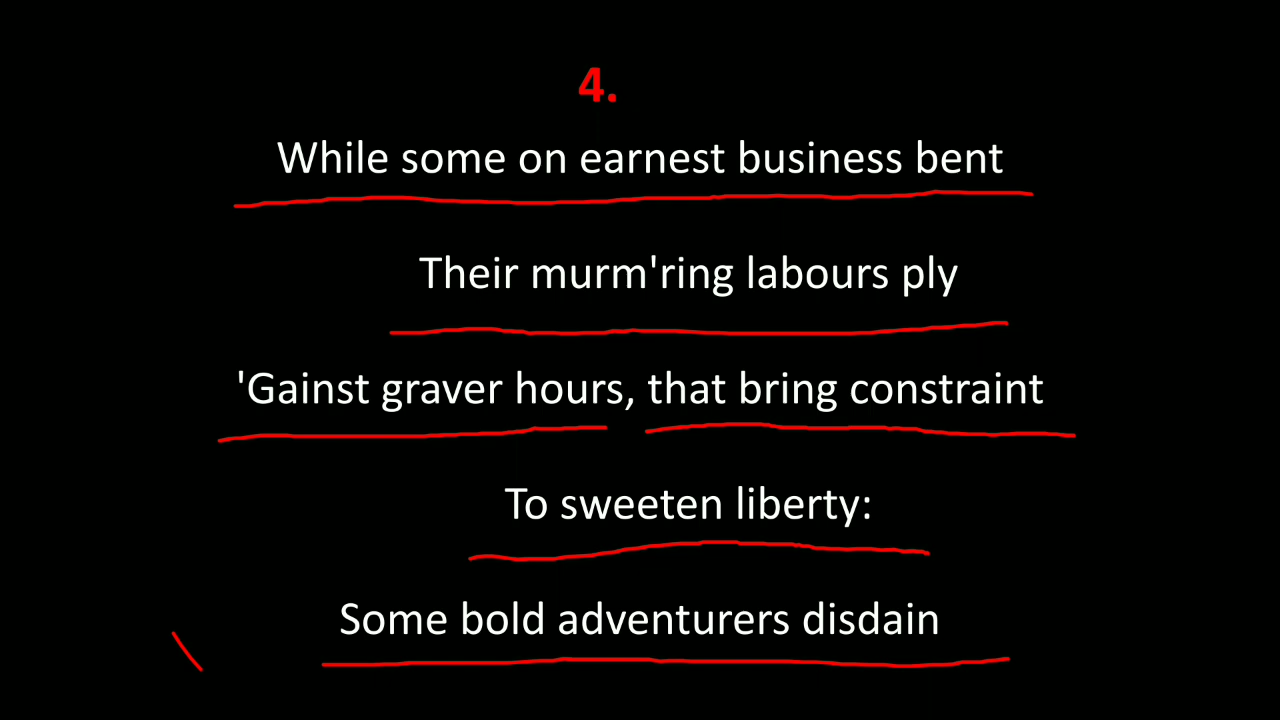 4.
While some on earnest business bent
Their murm'ring labours ply
'Gainst graver hours, that bring constraint
To sweeten liberty:
Some bold adventurers disdain